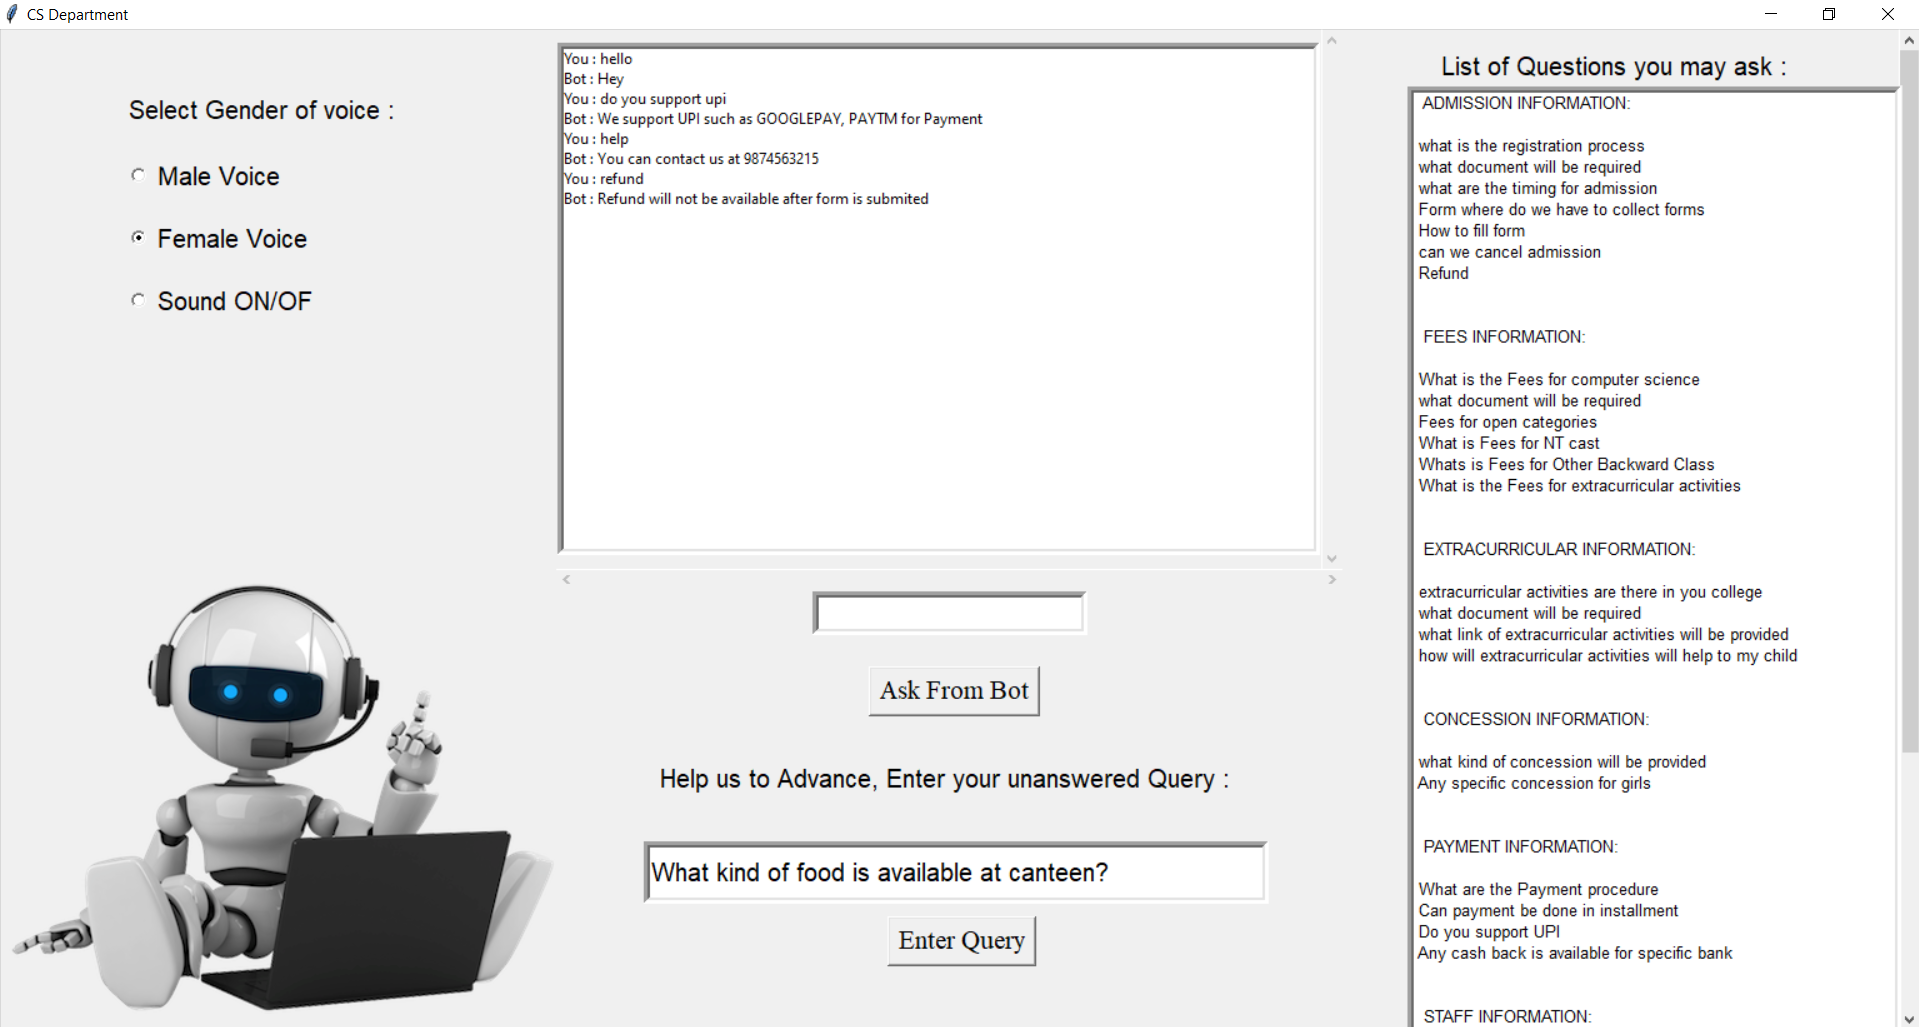 CS Department
Select Gender of voice :
Male Voice
Female Voice
Sound ON/OF
You : hello
Bot : Hey
You : do you support upi
Bot : We support UPI such as GOOGLEPAY, PAYTM for Payment
You : help
Bot : You can contact us at 9874563215
You : refund
Bot : Refund will not be available after form is submited
Ask From Bot
Help us to Advance, Enter your unanswered Query :
What kind of food is available at canteen?
Enter Query
List of Questions you may ask :
ADMISSION INFORMATION:
what is the registration process
what document will be required
what are the timing for admission
Form where do we have to collect forms
How to fill form
can we cancel admission
Refund
FEES INFORMATION:
What is the Fees for computer science
what document will be required
Fees for open categories
What is Fees for NT cast
Whats is Fees for Other Backward Class
What is the Fees for extracurricular activities
EXTRACURRICULAR INFORMATION:
extracurricular activities are there in you college
what document will be required
what link of extracurricular activities will be provided
how will extracurricular activities will help to my child
CONCESSION INFORMATION:
what kind of concession will be provided
Any specific concession for girls
PAYMENT INFORMATION:
What are the Payment procedure
Can payment be done in installment
Do you support UPI
Any cash back is available for specific bank
STAFF INFORMATION: